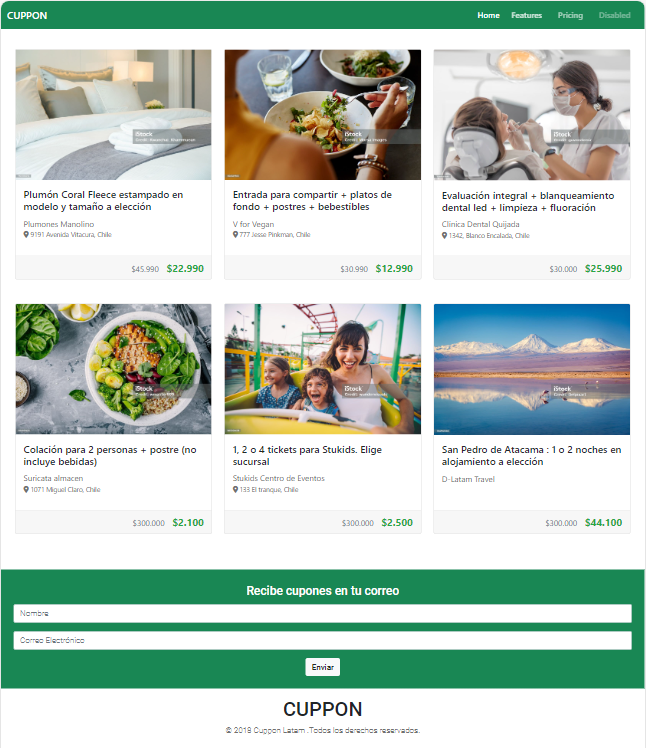 CUPPON
Home Features Pricing Disabled
iStock
iStock
iStock
Plumón Coral Fleece estampado en
modelo y tamaño a elección
Plumones Manolino
9191 Avenida Vitacura, Chile
$45.990 $22.990
Entrada para compartir + platos de
fondo + postres + bebestibles
V for Vegan
777 Jesse Pinkman, Chile
$30.990 $12.990
Evaluación integral + blanqueamiento
dental led + limpieza + fluoración
Clínica Dental Quijada
1342, Blanco Encalada, Chile
$30.000 $25.990
iStock
iStock
iStock
Colación para 2 personas + postre (no
incluye bebidas)
Suricata almacen
1071 Miguel Claro, Chile
$300.000 $2.100
1, 2 o 4 tickets para Stukids. Elige
sucursal
Stukids Centro de Eventos
133 El tranque, Chile
$300.000 $2.500
San Pedro de Atacama : 1 o 2 noches en
alojamiento a elección
D-Latam Travel
$300.000 $44.100
Recibe cupones en tu correo
Nombre
Correo Electrónico
Enviar
CUPPON
© 2018 Cuppon Latam .Todos los derechos reservados.